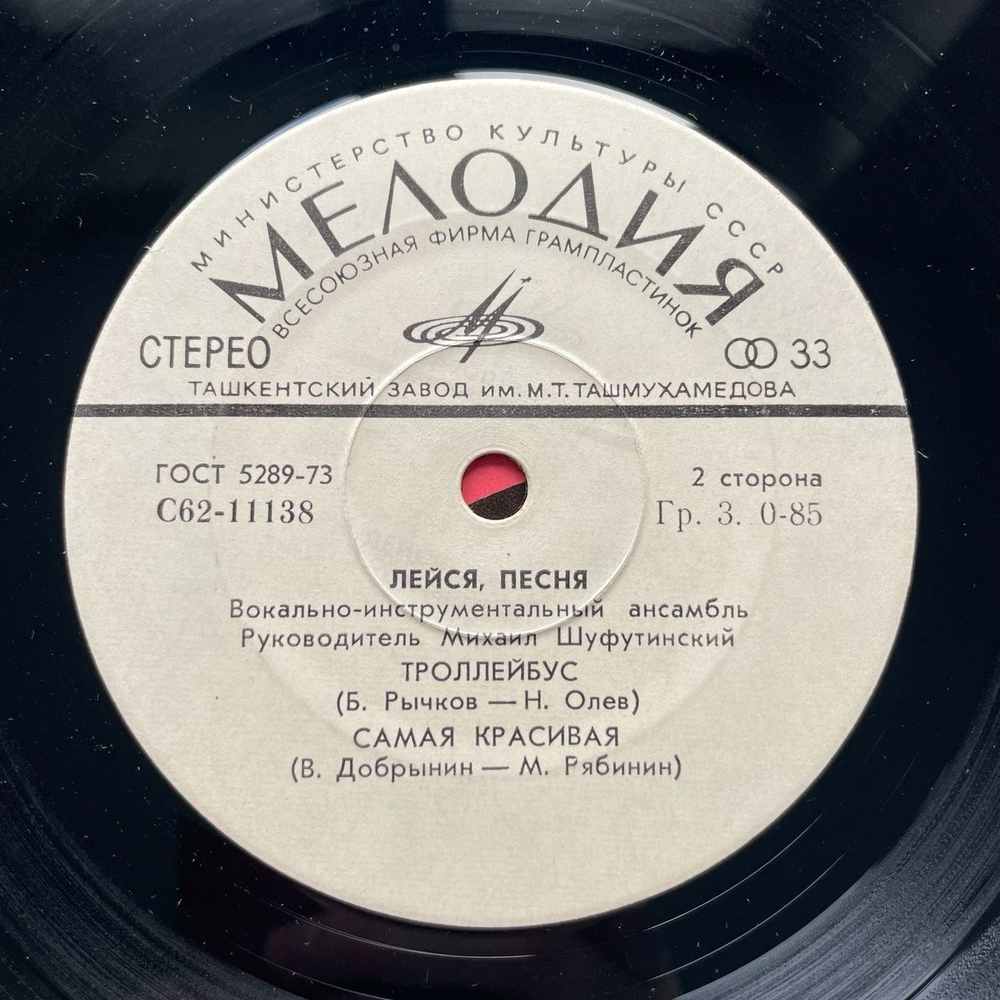 МИНИСТЕРСТВО КУЛЬТУРЫ СССР
МЕЛОДИЯ
ВСЕСОЮЗНАЯ ФИРМА ГРАМПЛАСТИНОК
СТЕРЕО 33
ТАШКЕНТСКИЙ ЗАВОД им. М.Т. ТАШМУХАМЕДОВА
ГОСТ 5289-73 2 сторона
С62-11138 Гр. 3. 0-85
ЛЕЙСЯ, ПЕСНЯ
Вокально-инструментальный ансамбль
Руководитель Михаил Шуфутинский
ТРОЛЛЕЙБУС
(Б. Рычков — Н. Олев)
САМАЯ КРАСИВАЯ
(В. Добрынин — М. Рябинин)